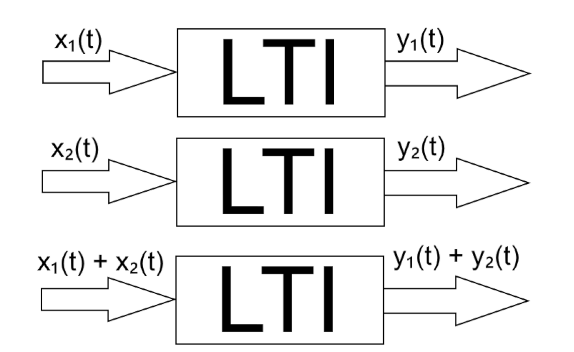 x₁(t)
LTI
y₁(t)
x₂(t)
LTI
y₂(t)
x₁(t) + x₂(t)
LTI
y₁(t) + y₂(t)